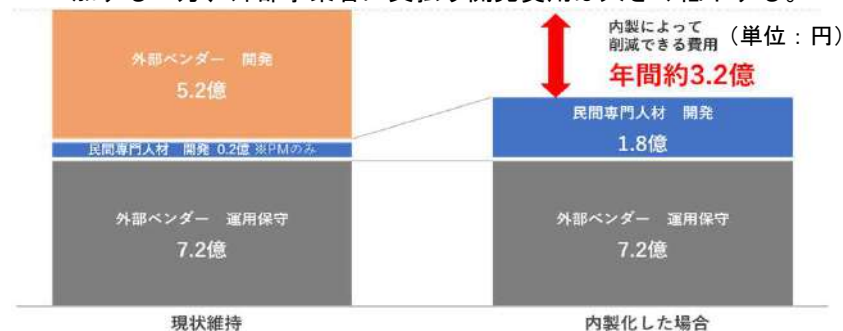 外部ベンダー　開発
5.2億
民間専門人材　開発 0.2億 ※PMのみ
外部ベンダー　運用保守
7.2億
現状維持
内製によって
削減できる費用
（単位：円）
年間約3.2億
民間専門人材　開発
1.8億
外部ベンダー　運用保守
7.2億
内製化した場合